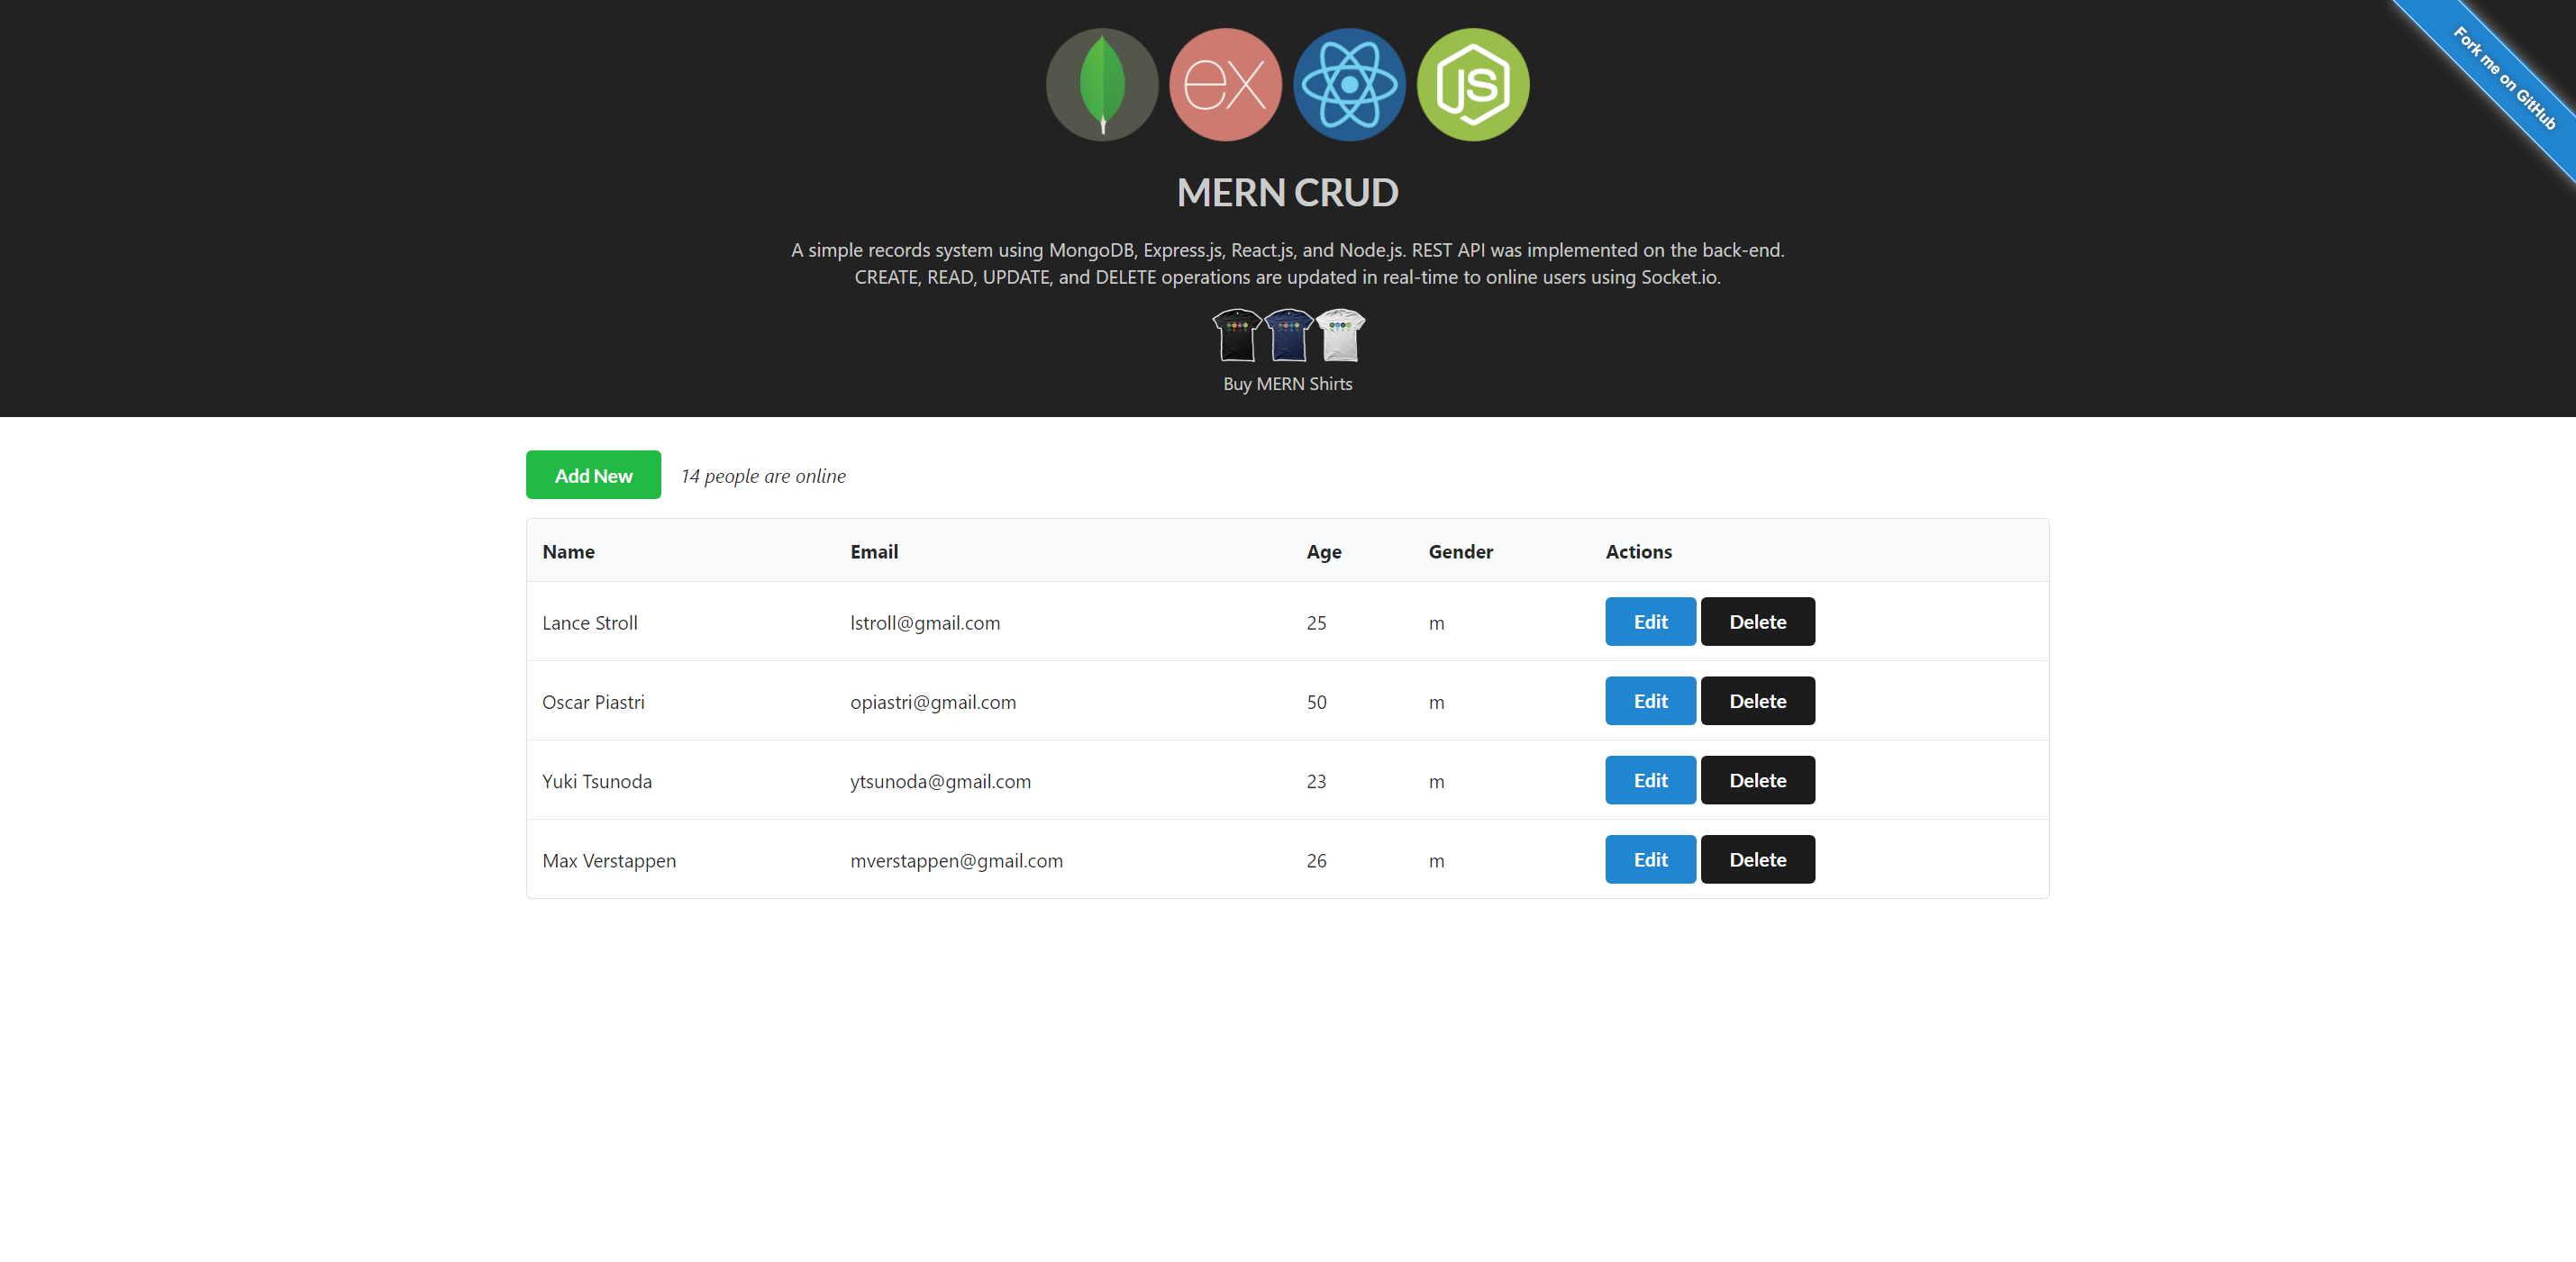 ex
JS
Fork me on GitHub
MERN CRUD
A simple records system using MongoDB, Express.js, React.js, and Node.js. REST API was implemented on the back-end.
CREATE, READ, UPDATE, and DELETE operations are updated in real-time to online users using Socket.io.
Buy MERN Shirts
Add New 14 people are online
Name Email Age Gender Actions
Lance Stroll lstroll@gmail.com 25 m Edit Delete
Oscar Piastri opiastri@gmail.com 50 m Edit Delete
Yuki Tsunoda ytsunoda@gmail.com 23 m Edit Delete
Max Verstappen mverstappen@gmail.com 26 m Edit Delete